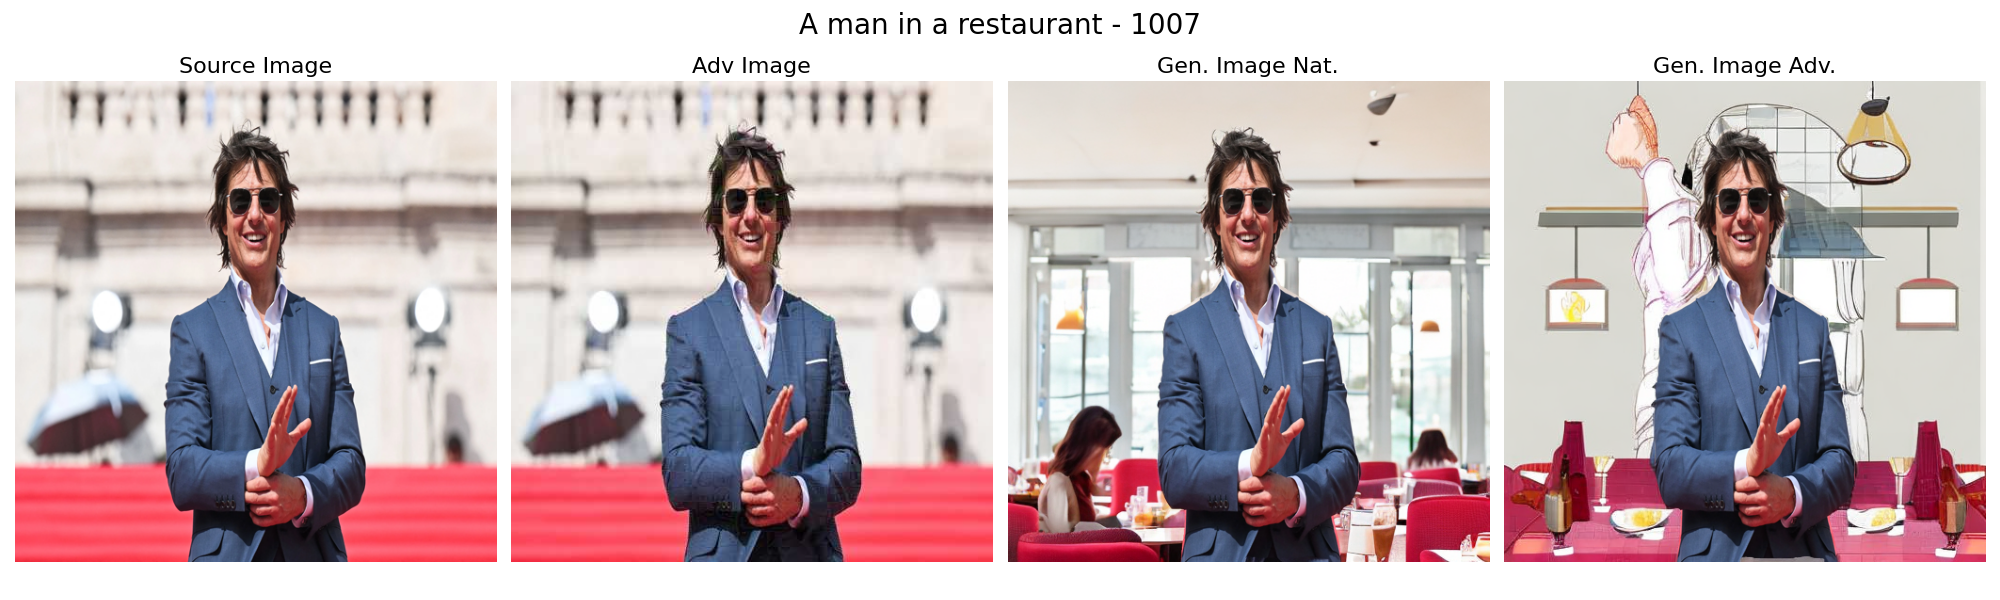 A man in a restaurant - 1007
Source Image
Adv Image
Gen. Image Nat.
Gen. Image Adv.